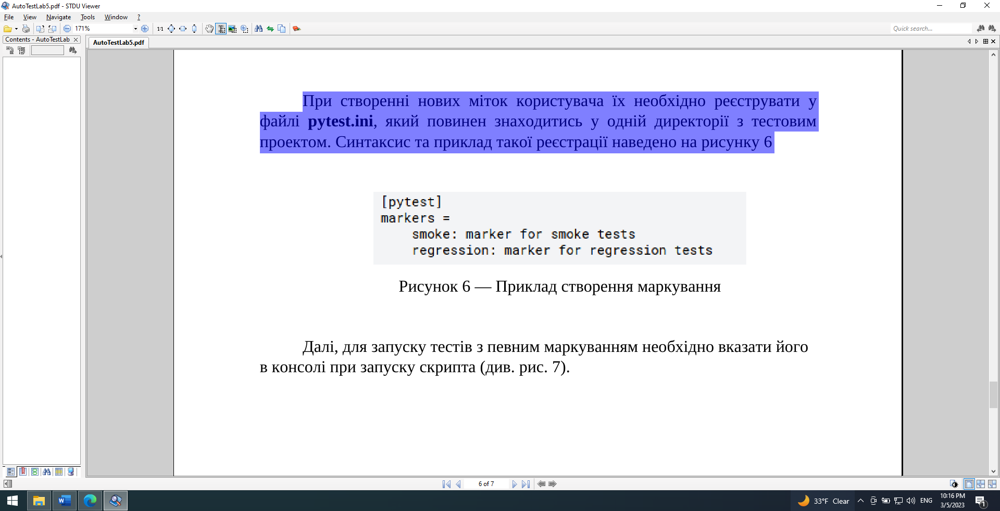 AutoTestLab5.pdf - STDU Viewer
File View Navigate Tools Window ?
171%
1:1
Quick search...
Contents - AutoTestLab
AutoTestLab5.pdf
При створенні нових міток користувача їх необхідно реєструвати у
файлі pytest.ini, який повинен знаходитись у одній директорії з тестовим
проектом. Синтаксис та приклад такої реєстрації наведено на рисунку 6
[pytest]
markers =
smoke: marker for smoke tests
regression: marker for regression tests
Рисунок 6 — Приклад створення маркування
Далі, для запуску тестів з певним маркуванням необхідно вказати його
в консолі при запуску скрипта (див. рис. 7).
6 of 7
33°F Clear
ENG
10:16 PM
3/5/2023
1